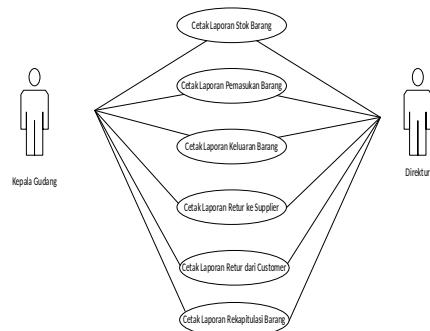 Cetak Laporan Stok Barang
Cetak Laporan Pemasukan Barang
Cetak Laporan Keluaran Barang
Kepala Gudang
Direktur
Cetak Laporan Retur ke Supplier
Cetak Laporan Retur dari Customer
Cetak Laporan Rekapitulasi Barang